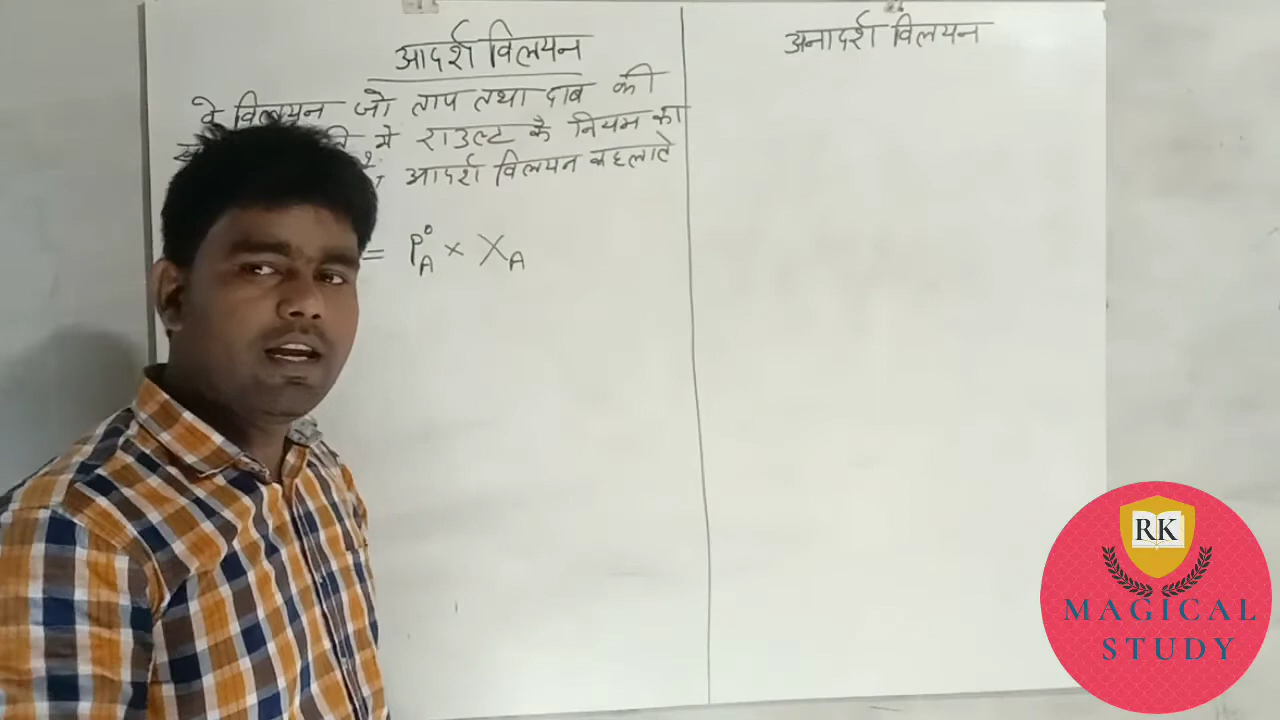 आदर्श विलयन
वे विलयन जो ताप तथा दाब की
मे राउल्ट के नियम का
आदर्श विलयन कहलाते
= P°A × XA
अनादर्श विलयन
RK
MAGICAL
STUDY